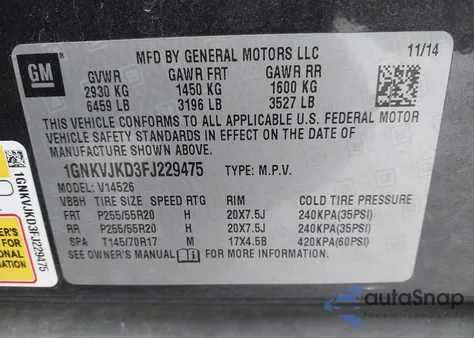 GM
MFD BY GENERAL MOTORS LLC 11/14
GVWR GAWR FRT GAWR RR
2930 KG 1450 KG 1600 KG
6459 LB 3196 LB 3527 LB
THIS VEHICLE CONFORMS TO ALL APPLICABLE U.S. FEDERAL MOTOR
VEHICLE SAFETY STANDARDS IN EFFECT ON THE DATE OF
MANUFACTURE SHOWN ABOVE.
1GNKVJKD3FJ229475 TYPE: M.P.V.
MODEL: V14526
VBBH TIRE SIZE SPEED RTG RIM COLD TIRE PRESSURE
FRT P255/55R20 H 20X7.5J 240KPA(35PSI)
RR P255/55R20 H 20X7.5J 240KPA(35PSI)
SPA T145/70R17 M 17X4.5B 420KPA(60PSI)
SEE OWNER'S MANUAL FOR MORE INFORMATION.
1GNKVJKD3FJ229475
autoSnap